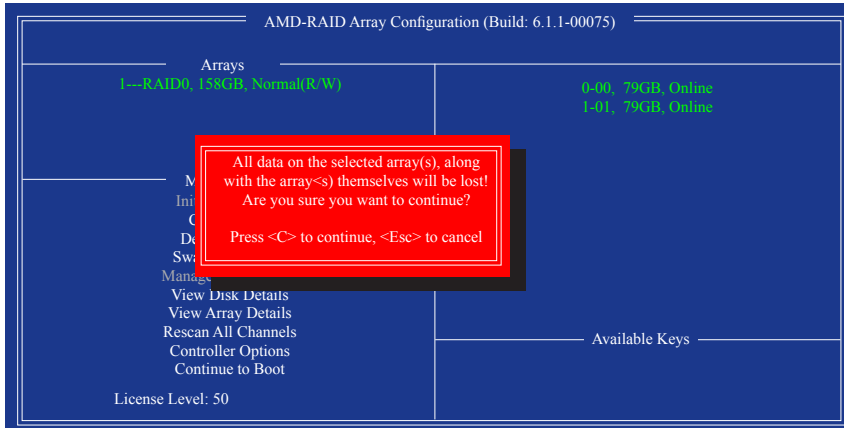 AMD-RAID Array Configuration (Build: 6.1.1-00075)
Arrays
1---RAID0, 158GB, Normal(R/W)
0-00, 79GB, Online
1-01, 79GB, Online
All data on the selected array(s), along
with the array<s) themselves will be lost!
Are you sure you want to continue?
Press <C> to continue, <Esc> to cancel
View Disk Details
View Array Details
Rescan All Channels
Controller Options
Continue to Boot
Available Keys
License Level: 50